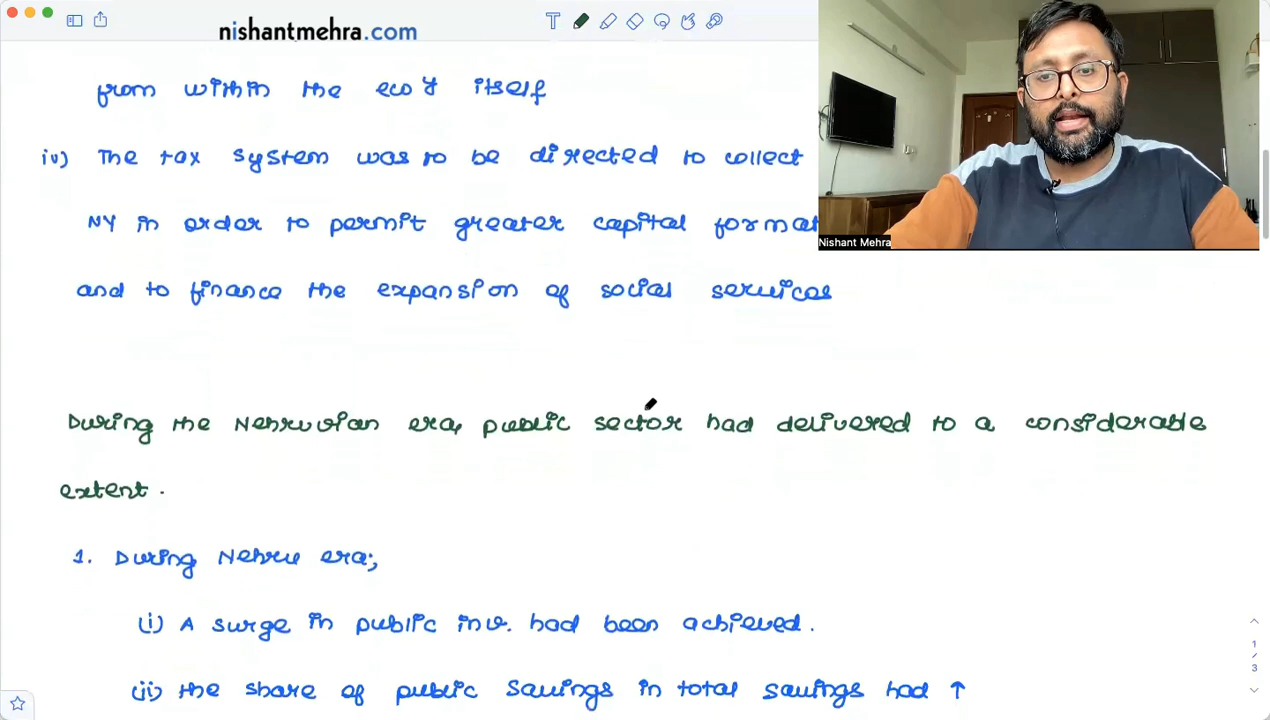 nishantmehra.com
from within the ecoy itself
iv) The tax system was to be directed to collect
NY in order to permit greater capital format
and to finance the expansion of social services
Nishant Mehra
During the Nehruvian era, public sector had delivered to a considerable
extent.
1. During Nehru era;
(i) A surge in public inv. had been achieved.
(ii) the share of public savings in total savings had ↑
1
/
3